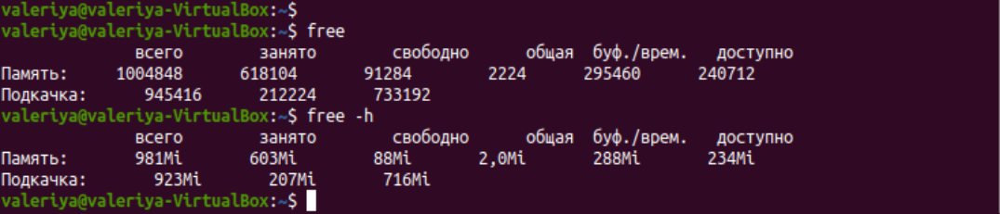 valeriya@valeriya-VirtualBox:~$
valeriya@valeriya-VirtualBox:~$ free
всего занято свободно общая буф./врем. доступно
Память: 1004848 618104 91284 2224 295460 240712
Подкачка: 945416 212224 733192
valeriya@valeriya-VirtualBox:~$ free -h
всего занято свободно общая буф./врем. доступно
Память: 981Mi 603Mi 88Mi 2,0Mi 288Mi 234Mi
Подкачка: 923Mi 207Mi 716Mi
valeriya@valeriya-VirtualBox:~$